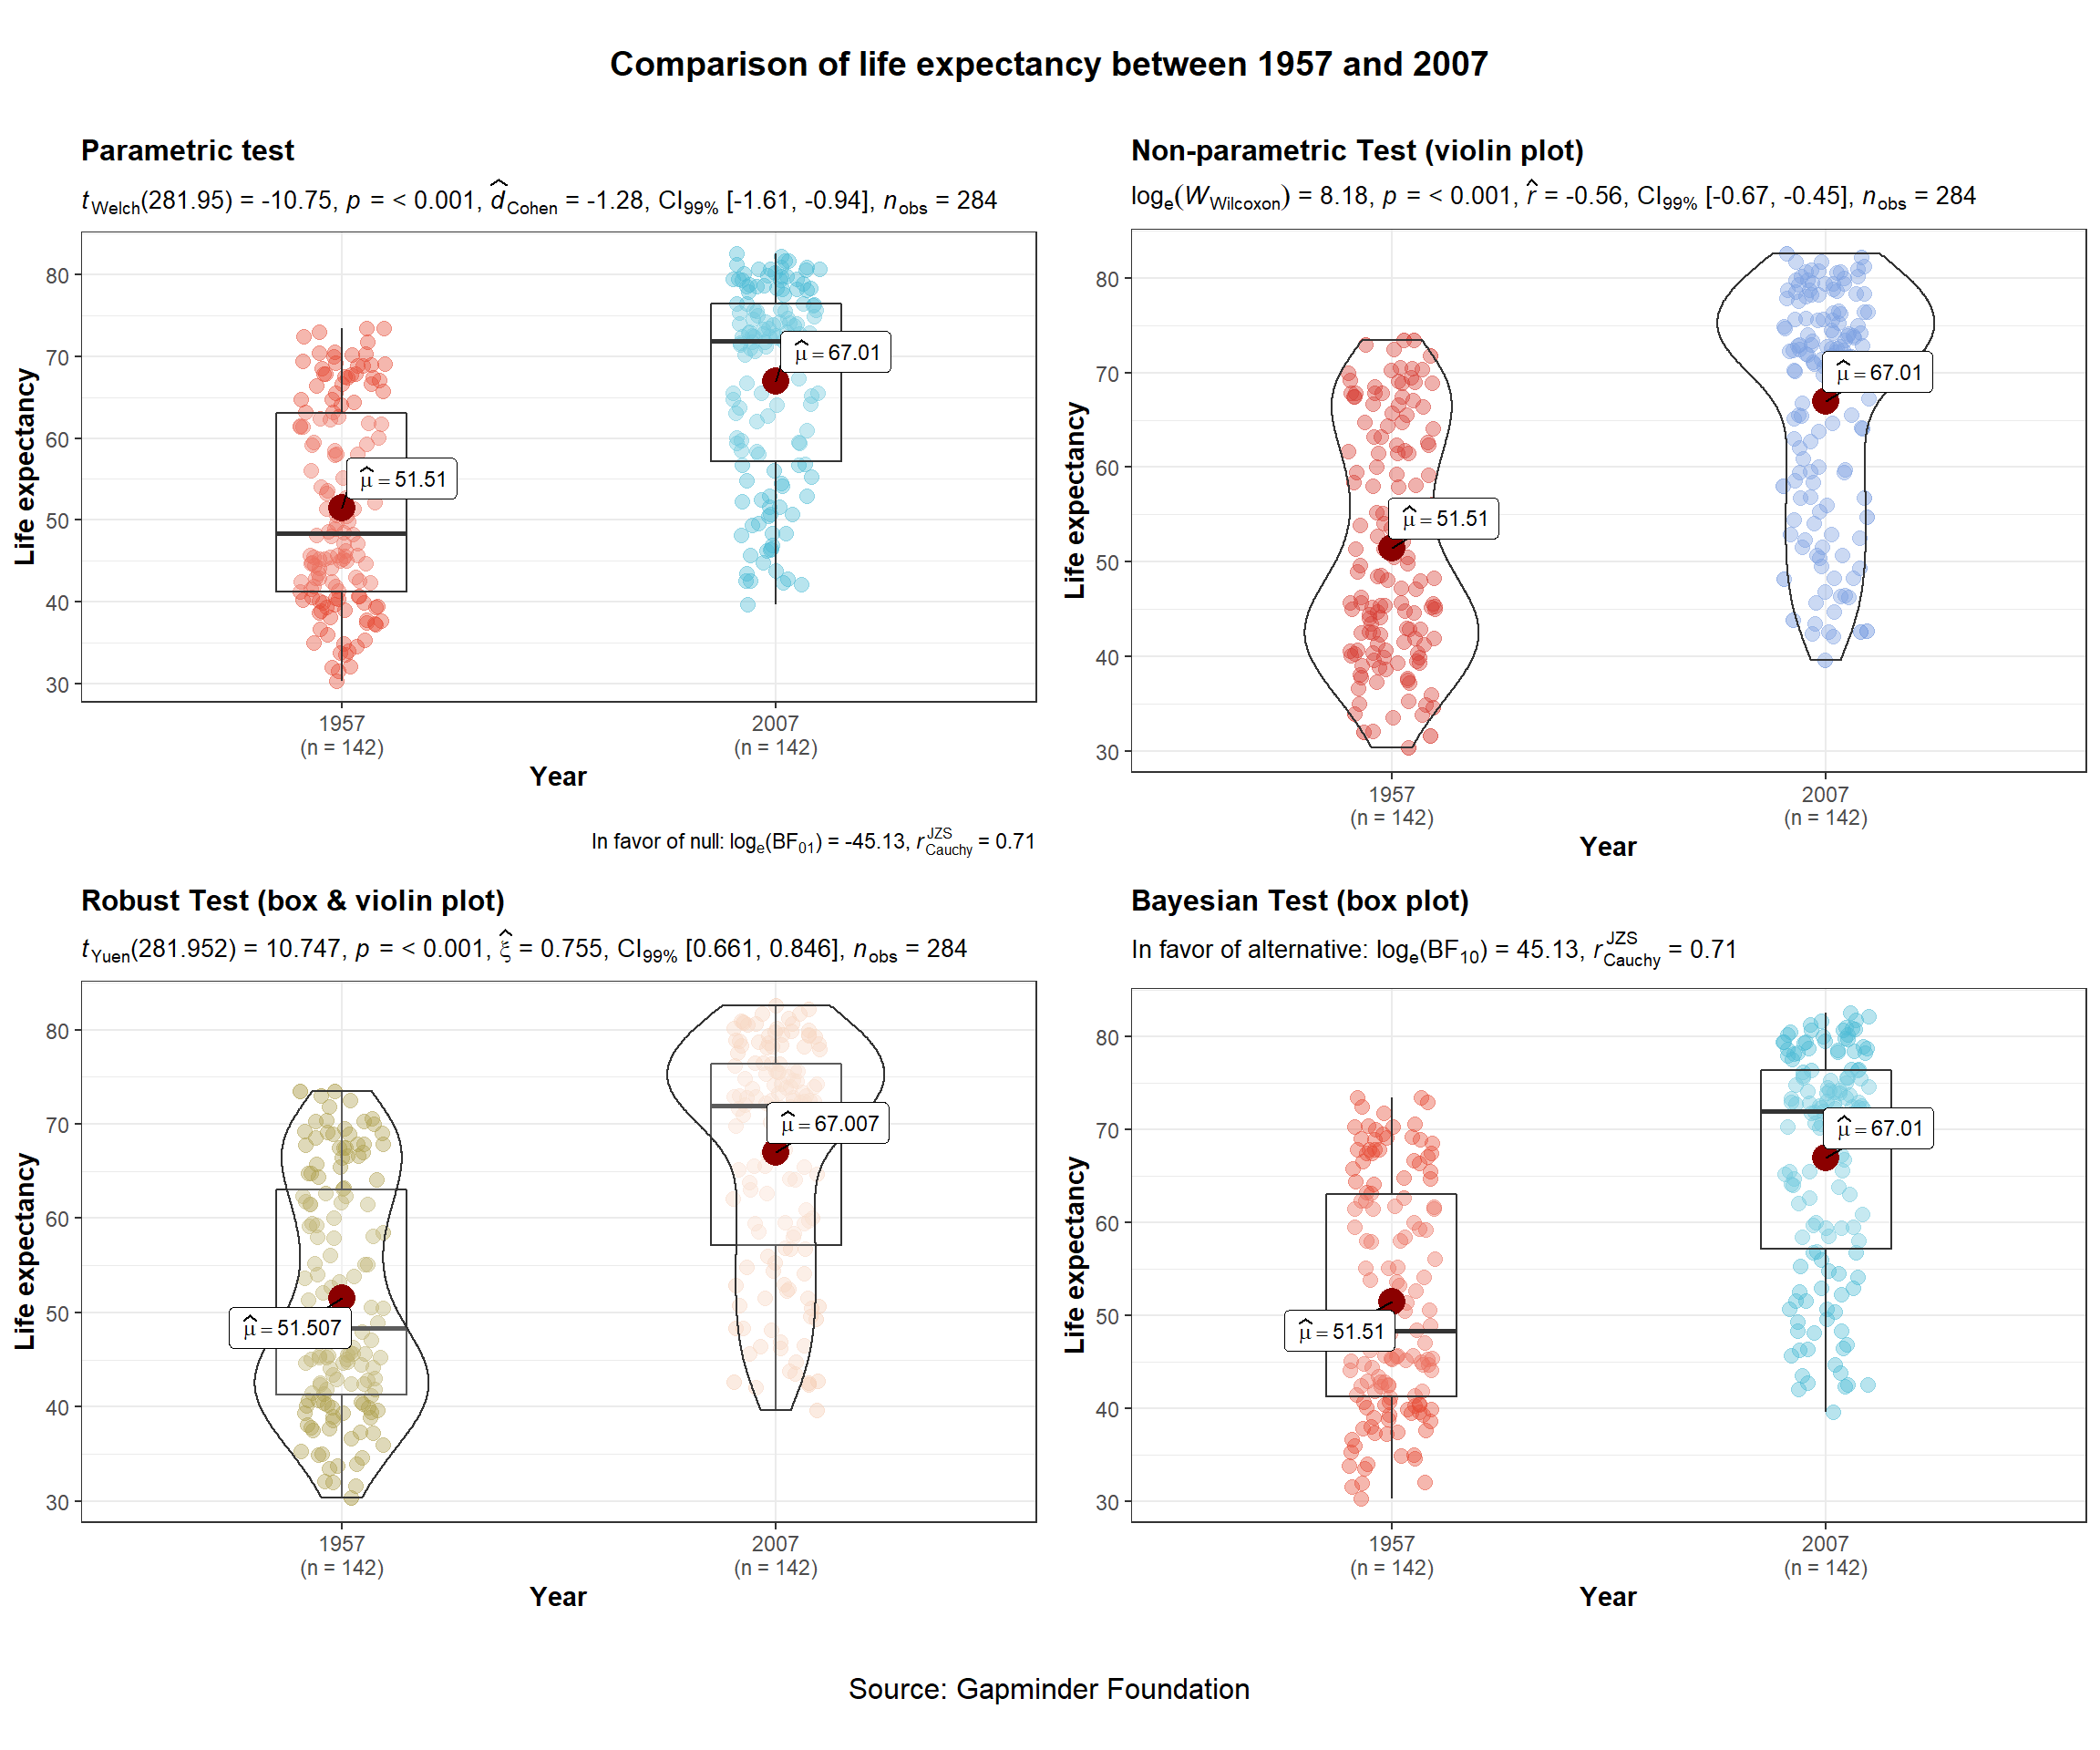 Comparison of life expectancy between 1957 and 2007
Parametric test
t Welch(281.95) = -10.75, p = < 0.001, d̂ Cohen = -1.28, CI99% [-1.61, -0.94], n obs = 284
Life expectancy
80
70
60
50
40
30
μ̂ = 51.51
μ̂ = 67.01
1957
(n = 142)
2007
(n = 142)
Year
In favor of null: loge(BF01) = -45.13, r JZS Cauchy = 0.71
Non-parametric Test (violin plot)
loge(W Wilcoxon) = 8.18, p = < 0.001, r̂ = -0.56, CI99% [-0.67, -0.45], n obs = 284
Life expectancy
80
70
60
50
40
30
μ̂ = 51.51
μ̂ = 67.01
1957
(n = 142)
2007
(n = 142)
Year
Robust Test (box & violin plot)
t Yuen(281.952) = 10.747, p = < 0.001, ξ̂ = 0.755, CI99% [0.661, 0.846], n obs = 284
Life expectancy
80
70
60
50
40
30
μ̂ = 51.507
μ̂ = 67.007
1957
(n = 142)
2007
(n = 142)
Year
Bayesian Test (box plot)
In favor of alternative: loge(BF10) = 45.13, r JZS Cauchy = 0.71
Life expectancy
80
70
60
50
40
30
μ̂ = 51.51
μ̂ = 67.01
1957
(n = 142)
2007
(n = 142)
Year
Source: Gapminder Foundation